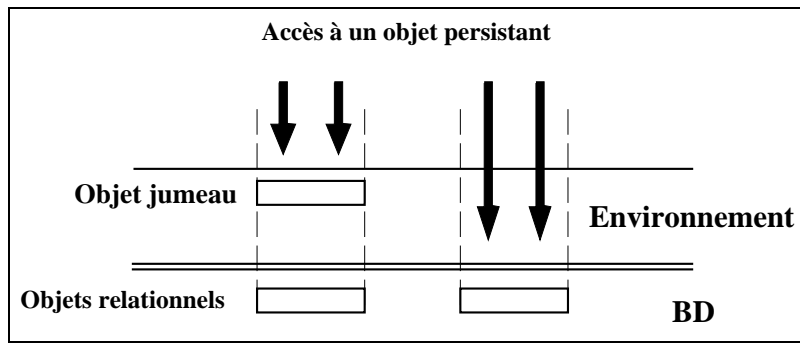 Accès à un objet persistant
Objet jumeau
Environnement
Objets relationnels
BD